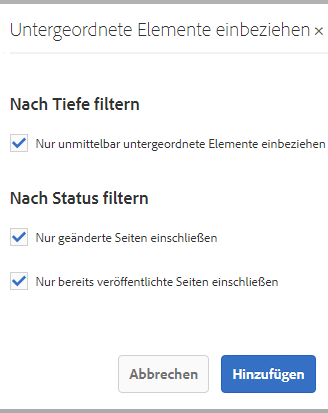 Untergeordnete Elemente einbeziehen ×
Nach Tiefe filtern
Nur unmittelbar untergeordnete Elemente einbeziehen
Nach Status filtern
Nur geänderte Seiten einschließen
Nur bereits veröffentlichte Seiten einschließen
Abbrechen Hinzufügen